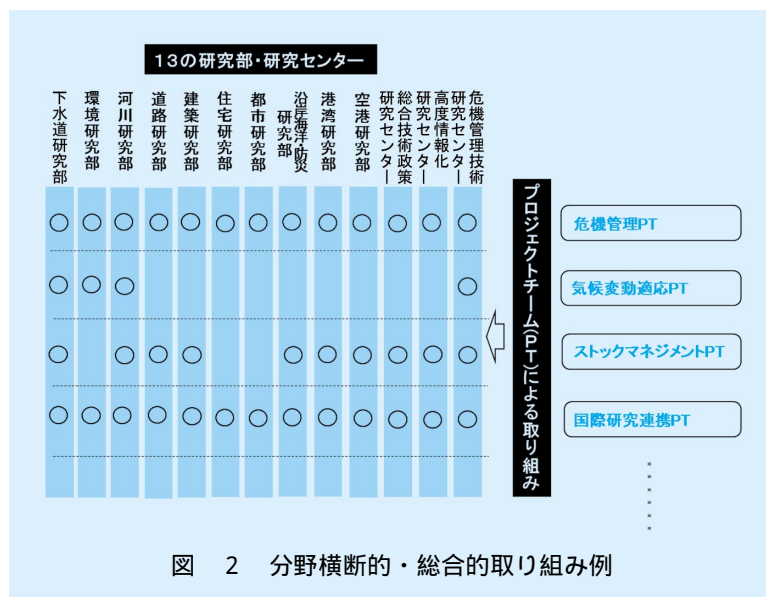 13の研究部・研究センター
下水道研究部
環境研究部
河川研究部
道路研究部
建築研究部
住宅研究部
都市研究部
沿岸海洋・防災
研究部
港湾研究部
空港研究部
総合技術政策
研究センター
高度情報化
研究センター
危機管理技術
研究センター
プロジェクトチーム(PT)による取り組み
危機管理PT
気候変動適応PT
ストックマネジメントPT
国際研究連携PT
図 2 分野横断的・総合的取り組み例